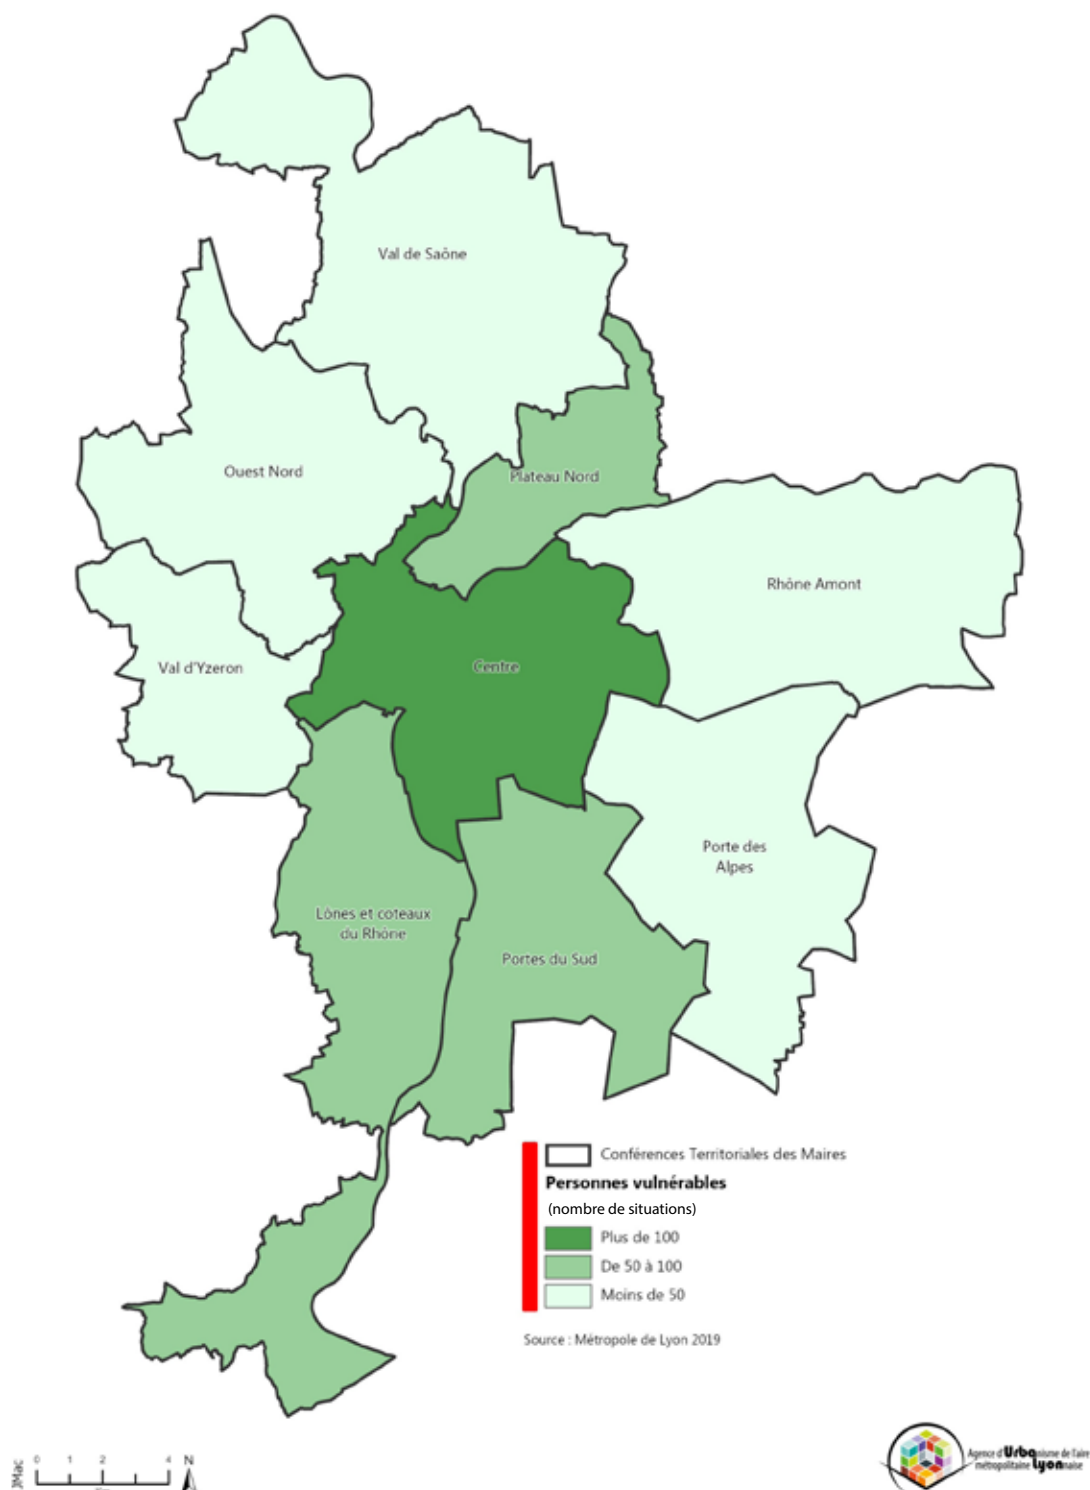 Val de Saône
Ouest Nord
Plateau Nord
Rhône Amont
Val d'Yzeron
Centre
Porte des
Alpes
Lônes et coteaux
du Rhône
Portes du Sud
Conférences Territoriales des Maires
Personnes vulnérables
(nombre de situations)
Plus de 100
De 50 à 100
Moins de 50
Source : Métropole de Lyon 2019
0 1 2 4 N
JMac
Agence d'Urbanisme de l'aire
métropolitaine Lyonnaise